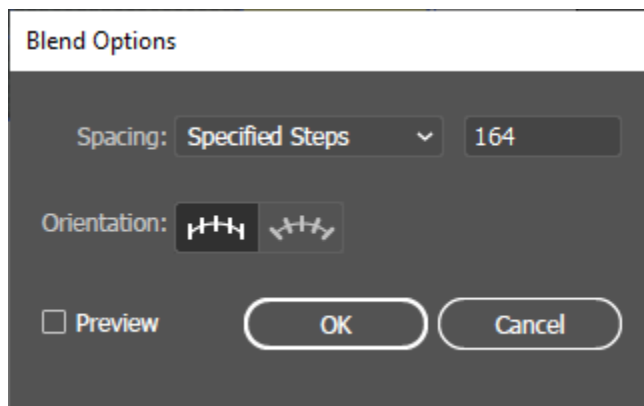 Blend Options
Spacing: Specified Steps 164
Orientation:
Preview OK Cancel